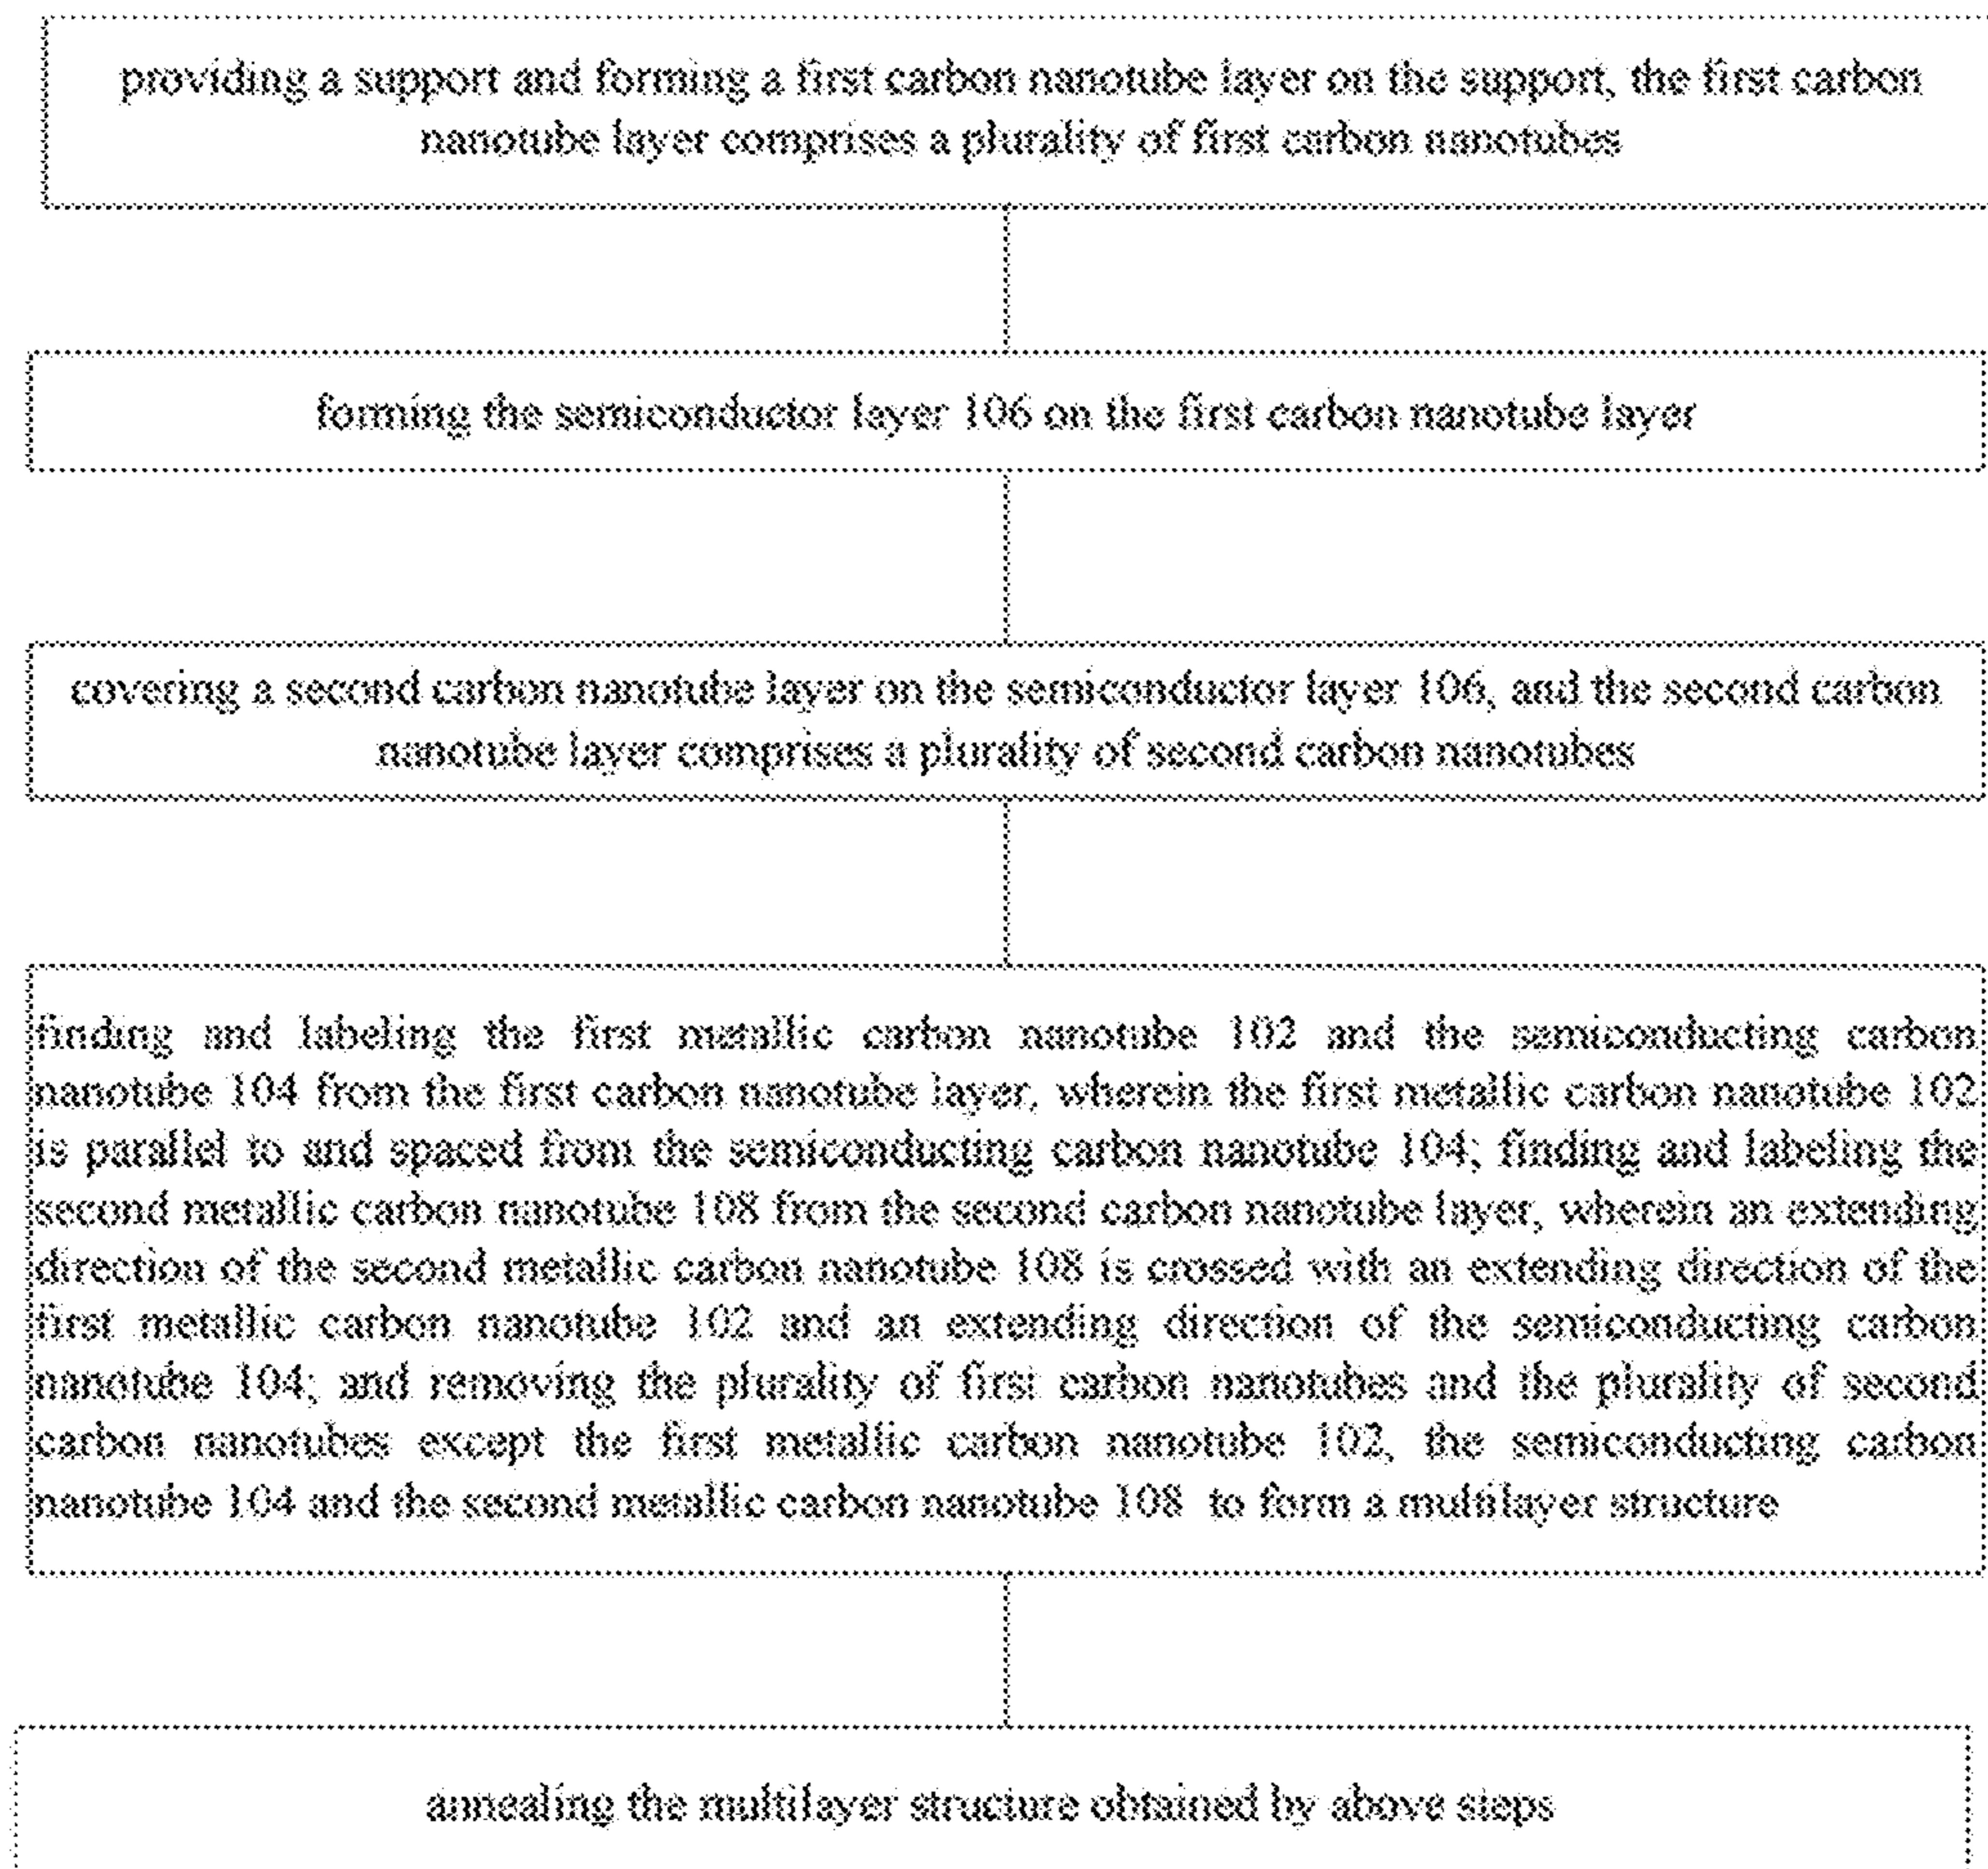 providing a support and forming a first carbon nanotube layer on the support, the first carbon
nanotube layer comprises a plurality of first carbon nanotubes
forming the semiconductor layer 106 on the first carbon nanotube layer
covering a second carbon nanotube layer on the semiconductor layer 106, and the second carbon
nanotube layer comprises a plurality of second carbon nanotubes
finding and labeling the first metallic carbon nanotube 102 and the semiconducting carbon
nanotube 104 from the first carbon nanotube layer, wherein the first metallic carbon nanotube 102
is parallel to and spaced from the semiconducting carbon nanotube 104; finding and labeling the
second metallic carbon nanotube 108 from the second carbon nanotube layer, wherein an extending
direction of the second metallic carbon nanotube 108 is crossed with an extending direction of the
first metallic carbon nanotube 102 and an extending direction of the semiconducting carbon
nanotube 104; and removing the plurality of first carbon nanotubes and the plurality of second
carbon nanotubes except the first metallic carbon nanotube 102, the semiconducting carbon
nanotube 104 and the second metallic carbon nanotube 108 to form a multilayer structure
annealing the multilayer structure obtained by above steps